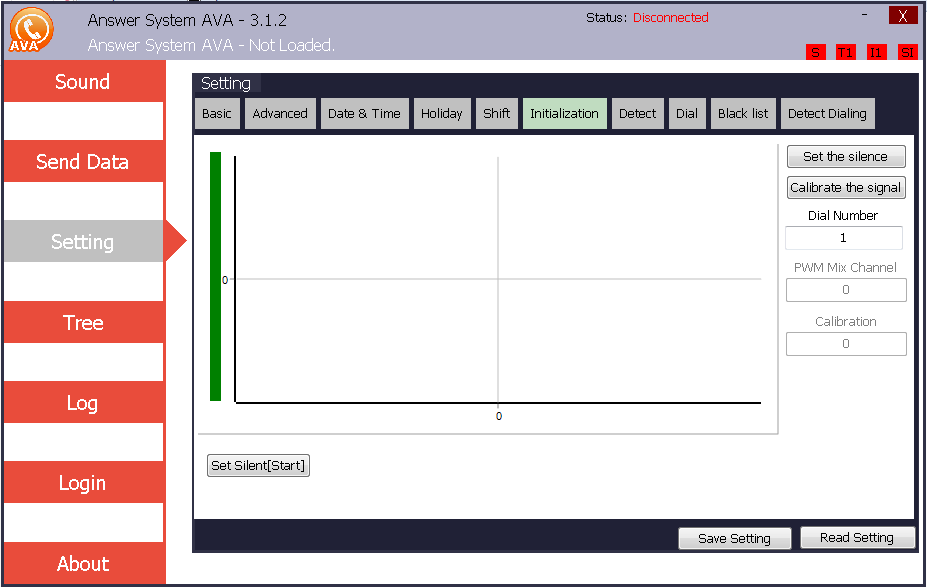 Answer System AVA - 3.1.2
Status: Disconnected
-
X
AVA
Answer System AVA - Not Loaded.
S
T1
I1
SI
Sound
Send Data
Setting
Tree
Log
Login
About
Setting
Basic
Advanced
Date & Time
Holiday
Shift
Initialization
Detect
Dial
Black list
Detect Dialing
0
0
Set the silence
Calibrate the signal
Dial Number
1
PWM Mix Channel
0
Calibration
0
Set Silent[Start]
Save Setting
Read Setting